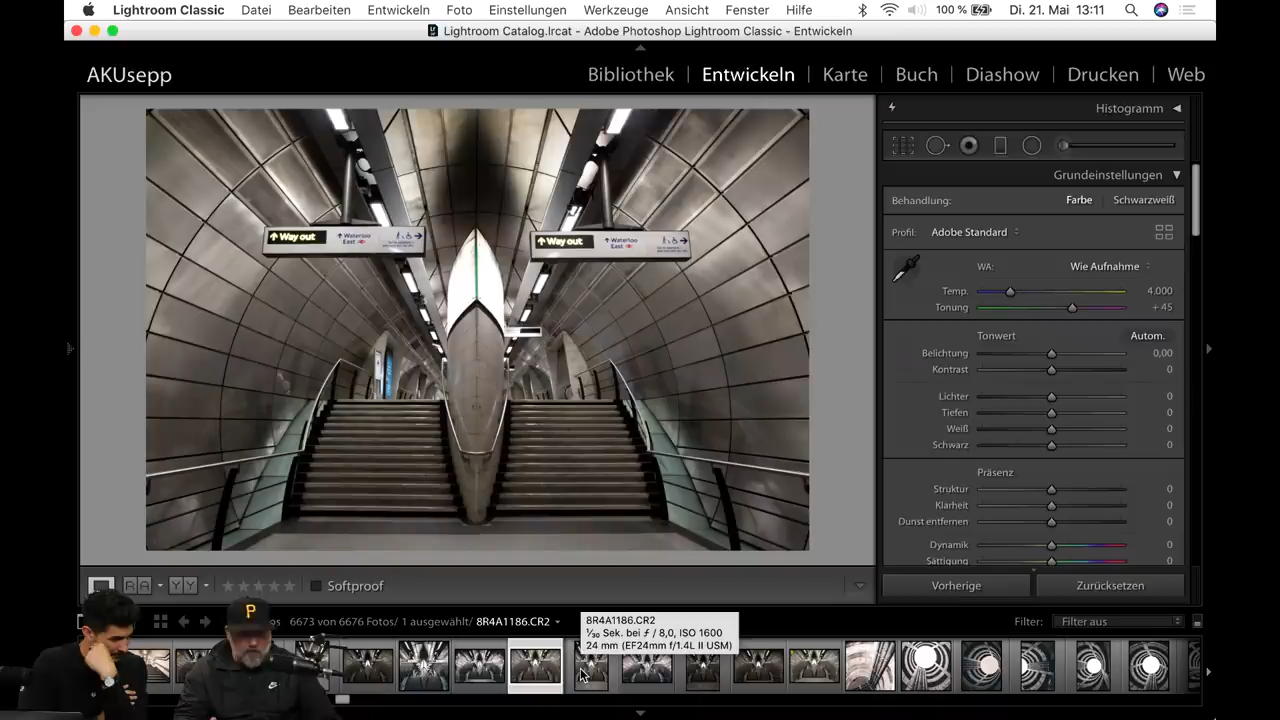 Lightroom Classic Datei Bearbeiten Entwickeln Foto Einstellungen Werkzeuge Ansicht Fenster Hilfe 100 % Di. 21. Mai 13:11
Lightroom Catalog.lrcat - Adobe Photoshop Lightroom Classic - Entwickeln
AKUsepp Bibliothek | Entwickeln | Karte | Buch | Diashow | Drucken | Web
Histogramm
Grundeinstellungen
Behandlung: Farbe Schwarzweiß
Profil: Adobe Standard
WA: Wie Aufnahme
Temp. 4.000
Tonung + 45
Tonwert Autom.
Belichtung 0,00
Kontrast 0
Lichter 0
Tiefen 0
Weiß 0
Schwarz 0
Präsenz
Struktur 0
Klarheit 0
Dunst entfernen 0
Dynamik 0
Sättigung 0
Way out Waterloo East
Way out Waterloo East
R A Y Y Softproof
Vorherige Zurücksetzen
6673 von 6676 Fotos/ 1 ausgewählt/ 8R4A1186.CR2
Filter: Filter aus
8R4A1186.CR2
1/30 Sek. bei ƒ / 8,0, ISO 1600
24 mm (EF24mm f/1.4L II USM)
P